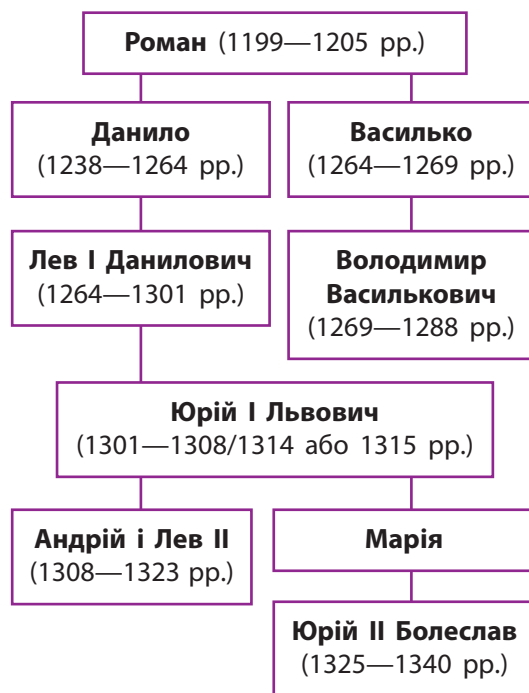 Роман (1199—1205 рр.)
Данило
(1238—1264 рр.)
Василько
(1264—1269 рр.)
Лев І Данилович
(1264—1301 рр.)
Володимир
Василькович
(1269—1288 рр.)
Юрій І Львович
(1301—1308/1314 або 1315 рр.)
Андрій і Лев ІІ
(1308—1323 рр.)
Марія
Юрій ІІ Болеслав
(1325—1340 рр.)